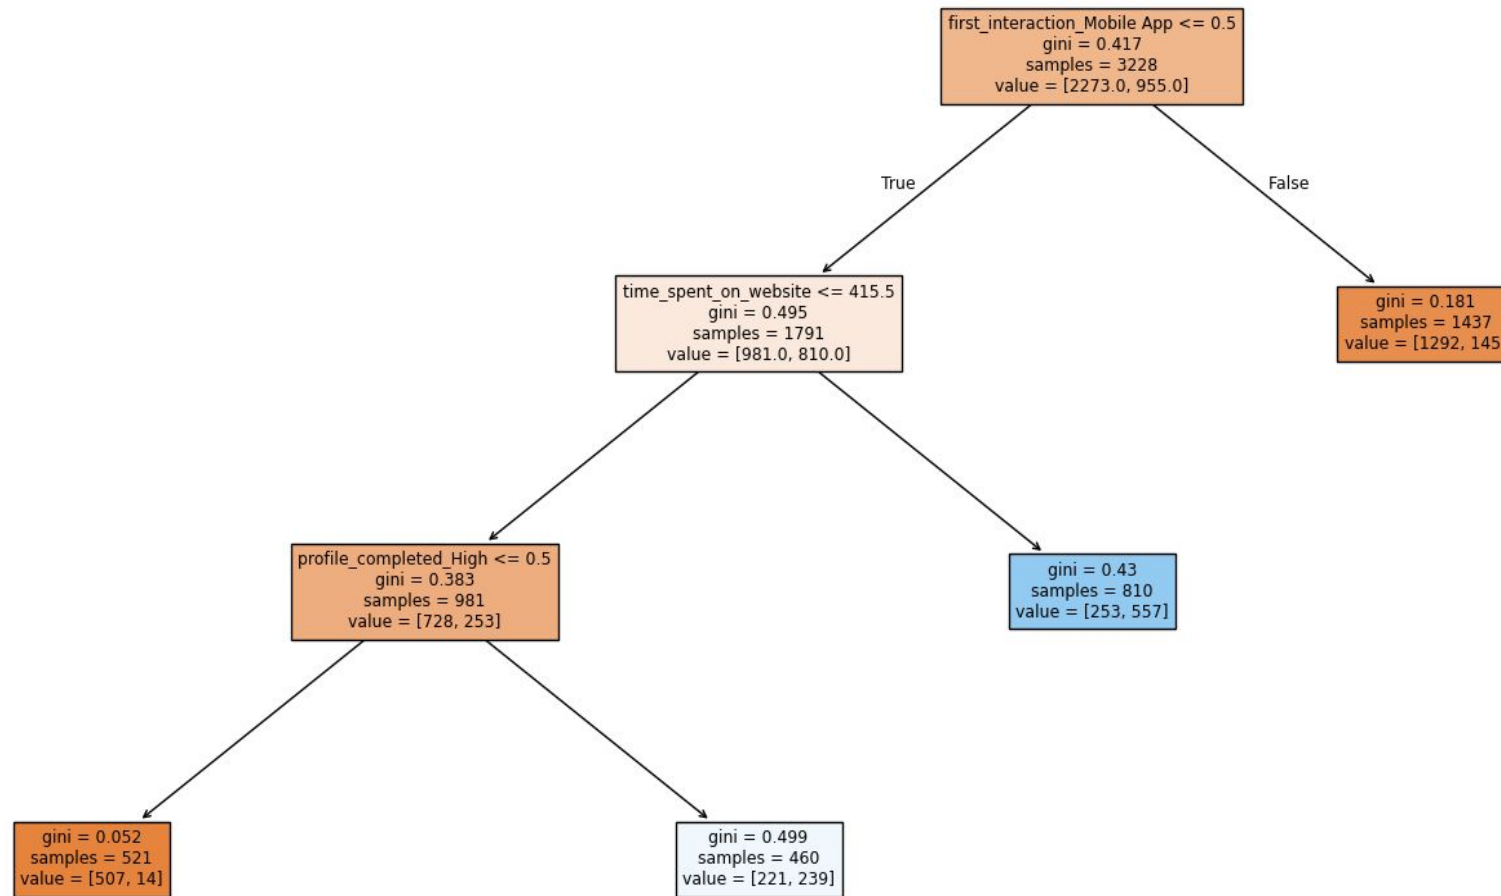 first_interaction_Mobile App <= 0.5
gini = 0.417
samples = 3228
value = [2273.0, 955.0]
True
False
time_spent_on_website <= 415.5
gini = 0.495
samples = 1791
value = [981.0, 810.0]
gini = 0.181
samples = 1437
value = [1292, 145
profile_completed_High <= 0.5
gini = 0.383
samples = 981
value = [728, 253]
gini = 0.43
samples = 810
value = [253, 557]
gini = 0.052
samples = 521
value = [507, 14]
gini = 0.499
samples = 460
value = [221, 239]